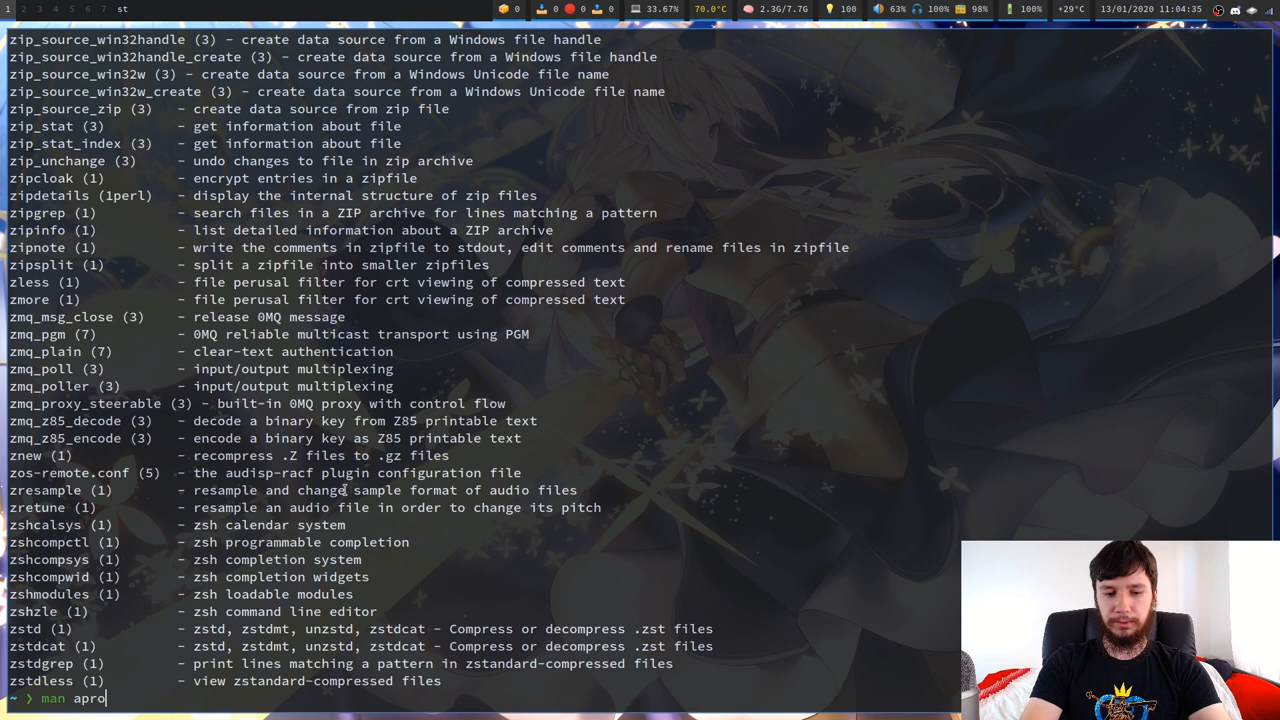 1 2 3 4 5 6 7 st 0 0 0 0 33.67% 70.0°C 2.3G/7.7G 100 63% 100% 98% 100% +29°C 13/01/2020 11:04:35
zip_source_win32handle (3) - create data source from a Windows file handle
zip_source_win32handle_create (3) - create data source from a Windows file handle
zip_source_win32w (3) - create data source from a Windows Unicode file name
zip_source_win32w_create (3) - create data source from a Windows Unicode file name
zip_source_zip (3) - create data source from zip file
zip_stat (3) - get information about file
zip_stat_index (3) - get information about file
zip_unchange (3) - undo changes to file in zip archive
zipcloak (1) - encrypt entries in a zipfile
zipdetails (1perl) - display the internal structure of zip files
zipgrep (1) - search files in a ZIP archive for lines matching a pattern
zipinfo (1) - list detailed information about a ZIP archive
zipnote (1) - write the comments in zipfile to stdout, edit comments and rename files in zipfile
zipsplit (1) - split a zipfile into smaller zipfiles
zless (1) - file perusal filter for crt viewing of compressed text
zmore (1) - file perusal filter for crt viewing of compressed text
zmq_msg_close (3) - release 0MQ message
zmq_pgm (7) - 0MQ reliable multicast transport using PGM
zmq_plain (7) - clear-text authentication
zmq_poll (3) - input/output multiplexing
zmq_poller (3) - input/output multiplexing
zmq_proxy_steerable (3) - built-in 0MQ proxy with control flow
zmq_z85_decode (3) - decode a binary key from Z85 printable text
zmq_z85_encode (3) - encode a binary key as Z85 printable text
znew (1) - recompress .Z files to .gz files
zos-remote.conf (5) - the audisp-racf plugin configuration file
zresample (1) - resample and change sample format of audio files
zretune (1) - resample an audio file in order to change its pitch
zshcalsys (1) - zsh calendar system
zshcompctl (1) - zsh programmable completion
zshcompsys (1) - zsh completion system
zshcompwid (1) - zsh completion widgets
zshmodules (1) - zsh loadable modules
zshzle (1) - zsh command line editor
zstd (1) - zstd, zstdmt, unzstd, zstdcat - Compress or decompress .zst files
zstdcat (1) - zstd, zstdmt, unzstd, zstdcat - Compress or decompress .zst files
zstdgrep (1) - print lines matching a pattern in zstandard-compressed files
zstdless (1) - view zstandard-compressed files
~ ❯ man apro